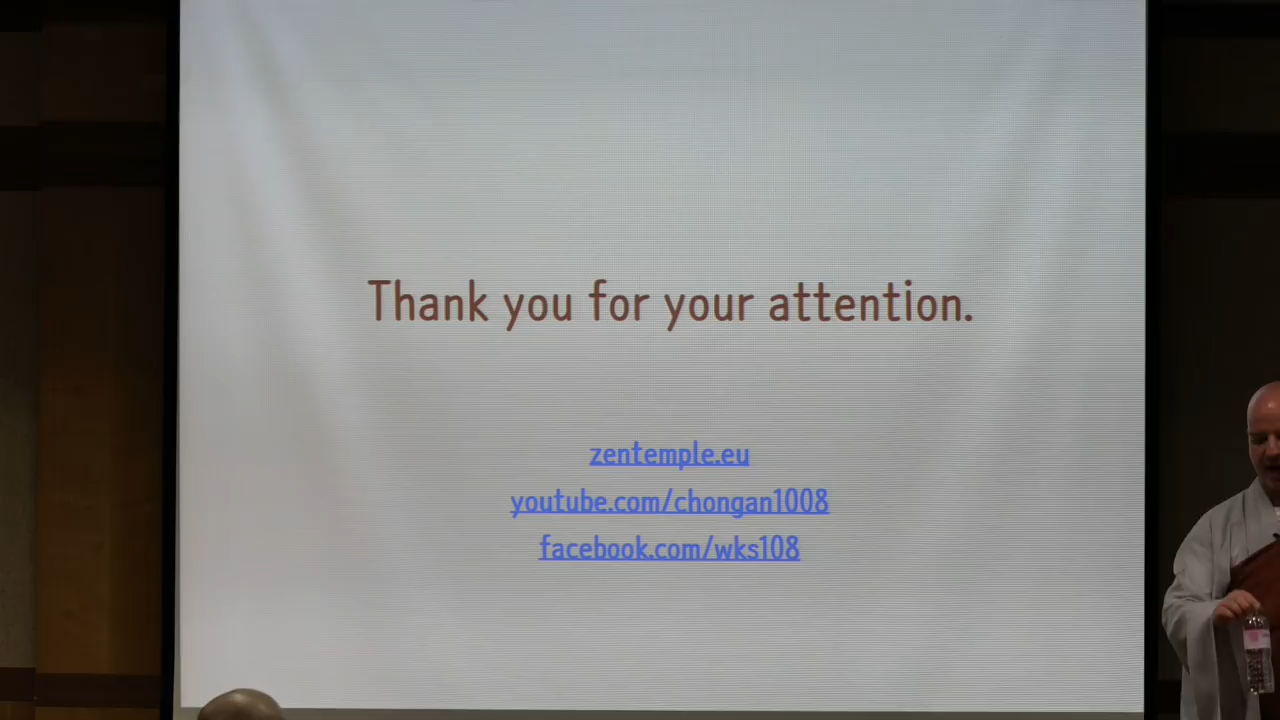 Thank you for your attention.
zentemple.eu
youtube.com/chongan1008
facebook.com/wks108